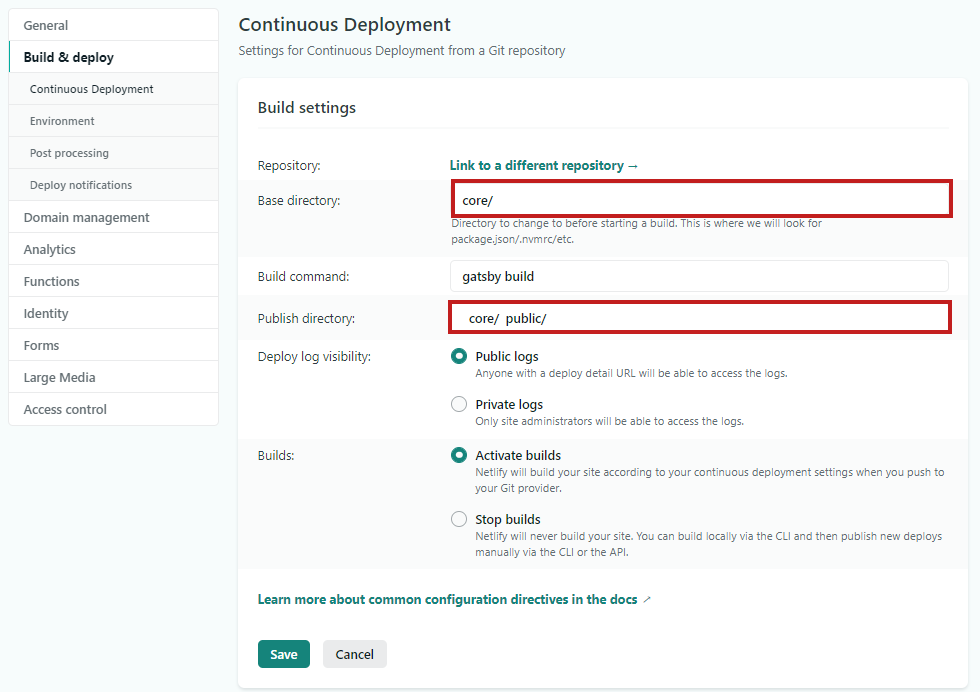 General
Build & deploy
Continuous Deployment
Environment
Post processing
Deploy notifications
Domain management
Analytics
Functions
Identity
Forms
Large Media
Access control
Continuous Deployment
Settings for Continuous Deployment from a Git repository
Build settings
Repository:
Link to a different repository →
Base directory:
core/
Directory to change to before starting a build. This is where we will look for
package.json/.nvmrc/etc.
Build command:
gatsby build
Publish directory:
core/ public/
Deploy log visibility:
Public logs
Anyone with a deploy detail URL will be able to access the logs.
Private logs
Only site administrators will be able to access the logs.
Builds:
Activate builds
Netlify will build your site according to your continuous deployment settings when you push to
your Git provider.
Stop builds
Netlify will never build your site. You can build locally via the CLI and then publish new deploys
manually via the CLI or the API.
Learn more about common configuration directives in the docs ↗
Save
Cancel